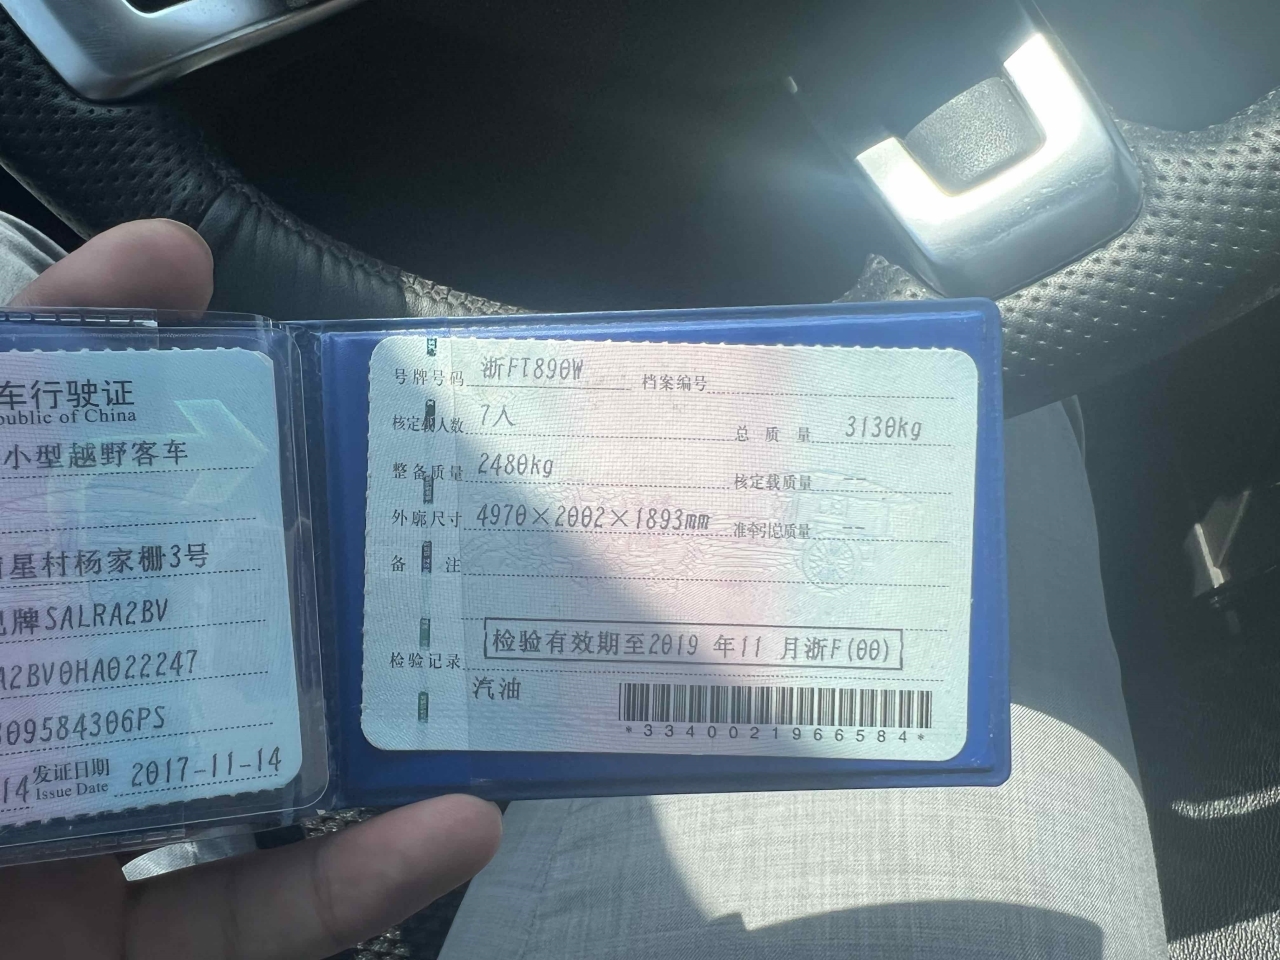 车行驶证
public of China
小型越野客车
星村杨家栅3号
牌SALRA2BV
A2BV0HA022247
09584306PS
14 发证日期 2017-11-14
Issue Date
号牌号码 浙FT890W 档案编号
核定载人数 7人 总质量 3130kg
整备质量 2480kg 核定载质量 --
外廓尺寸 4970×2002×1893mm 准牵引总质量 --
备注
检验记录 检验有效期至2019 年11 月浙F(00)
汽油
*3340021966584*